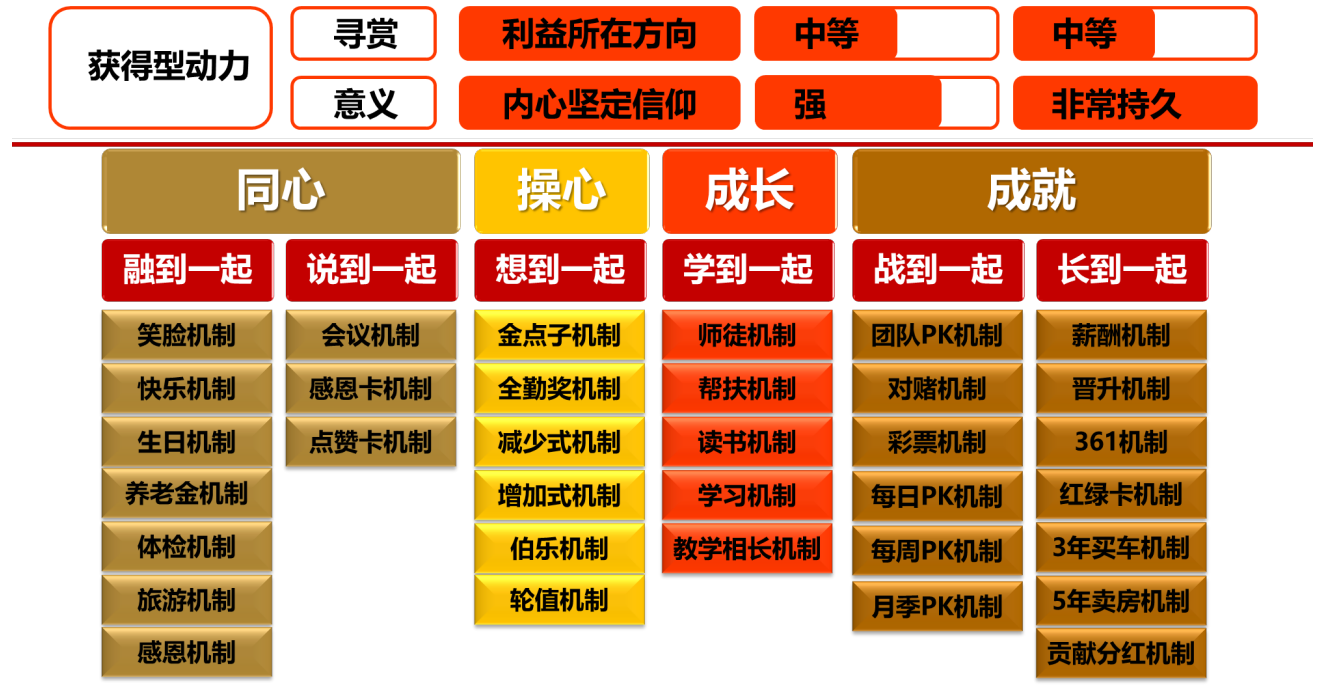 获得型动力
寻赏 利益所在方向 中等 中等
意义 内心坚定信仰 强 非常持久
同心 操心 成长 成就
融到一起 说到一起 想到一起 学到一起 战到一起 长到一起
笑脸机制 会议机制 金点子机制 师徒机制 团队PK机制 薪酬机制
快乐机制 感恩卡机制 全勤奖机制 帮扶机制 对赌机制 晋升机制
生日机制 点赞卡机制 减少式机制 读书机制 彩票机制 361机制
养老金机制 增加式机制 学习机制 每日PK机制 红绿卡机制
体检机制 伯乐机制 教学相长机制 每周PK机制 3年买车机制
旅游机制 轮值机制 月季PK机制 5年卖房机制
感恩机制 贡献分红机制